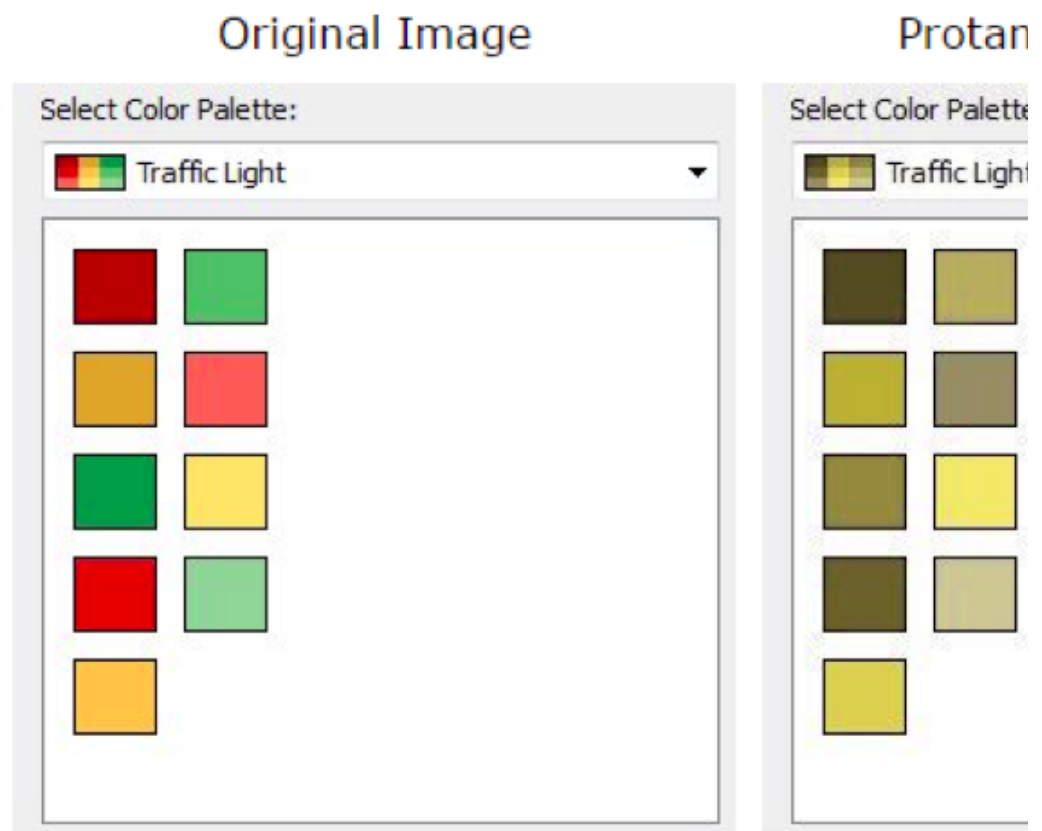 Original Image
Protan
Select Color Palette:
Select Color Palette
Traffic Light
Traffic Light